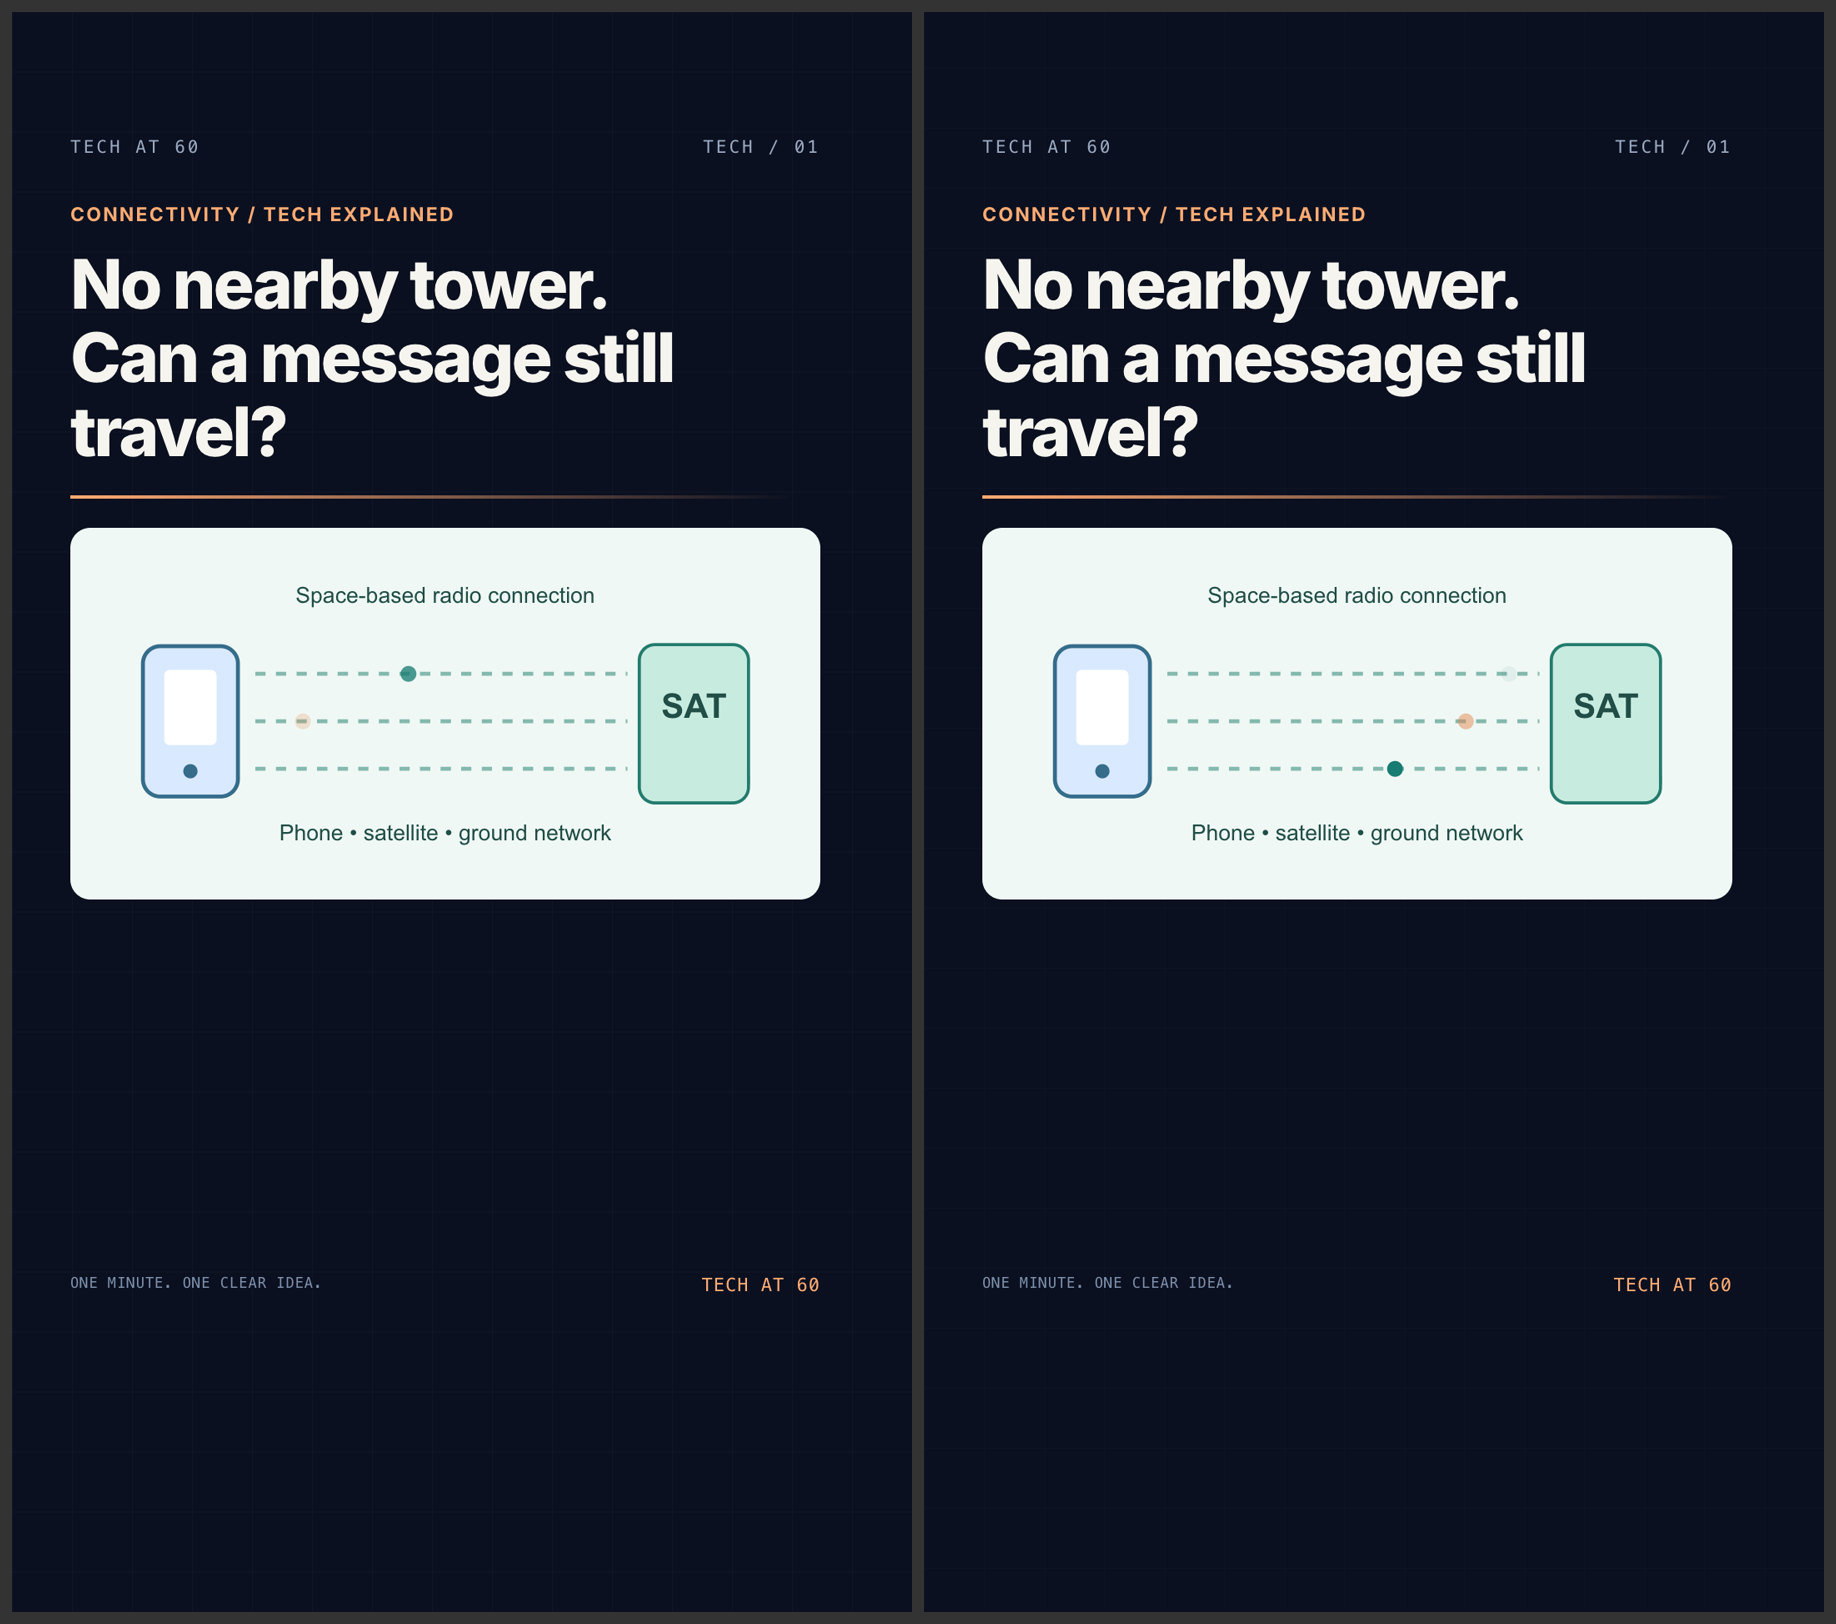 TECH AT 60
TECH / 01
CONNECTIVITY / TECH EXPLAINED
No nearby tower.
Can a message still
travel?
Space-based radio connection
SAT
Phone • satellite • ground network
ONE MINUTE. ONE CLEAR IDEA.
TECH AT 60
TECH AT 60
TECH / 01
CONNECTIVITY / TECH EXPLAINED
No nearby tower.
Can a message still
travel?
Space-based radio connection
SAT
Phone • satellite • ground network
ONE MINUTE. ONE CLEAR IDEA.
TECH AT 60